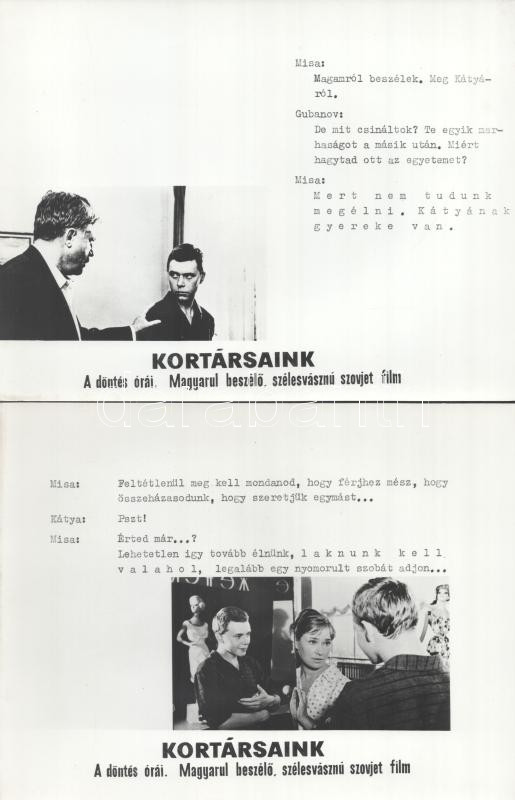 Misa:
Magamról beszélek. Meg Kátyá-
ról.
Gubanov:
De mit csináltok? Te egyik mar-
haságot a másik után. Miért
hagytad ott az egyetemet?
Misa:
Mert nem tudunk
megélni. Kátyának
gyereke van.
KORTÁRSAINK
A döntés órái. Magyarul beszélő, szélesvásznú szovjet film
darabanth
Misa: Feltétlenül meg kell mondanod, hogy férjhez mész, hogy
összeházasodunk, hogy szeretjük egymást...
Kátya: Pszt!
Misa: Érted már...?
Lehetetlen így tovább élnünk, laknunk kell
valahol, legalább egy nyomorult szobát adjon...
KORTÁRSAINK
A döntés órái. Magyarul beszélő, szélesvásznú szovjet film